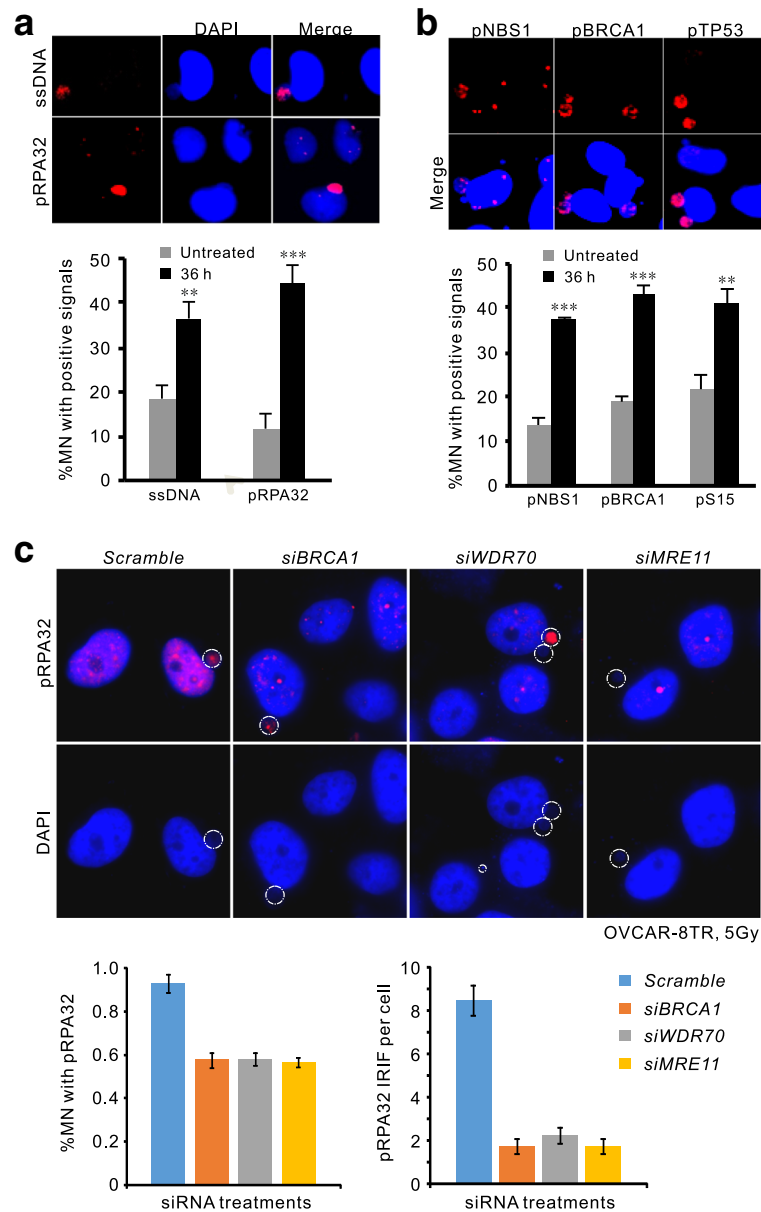 a
DAPI Merge
ssDNA
pRPA32
%MN with positive signals
50
40
30
20
10
0
Untreated
36 h
**
***
ssDNA pRPA32
b
pNBS1 pBRCA1 pTP53
Merge
%MN with positive signals
50
40
30
20
10
0
Untreated
36 h
***
***
**
pNBS1 pBRCA1 pS15
c
Scramble siBRCA1 siWDR70 siMRE11
pRPA32
DAPI
OVCAR-8TR, 5Gy
%MN with pRPA32
1.0
0.8
0.6
0.4
0.2
0
siRNA treatments
pRPA32 IRIF per cell
10
8
6
4
2
0
siRNA treatments
Scramble
siBRCA1
siWDR70
siMRE11